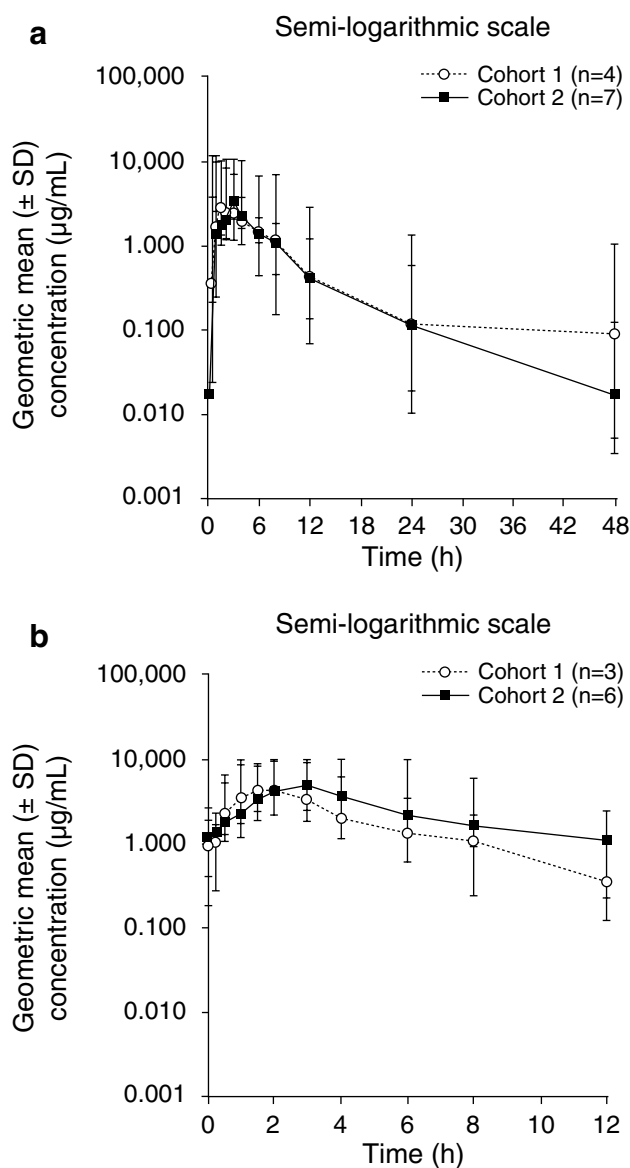 a
Semi-logarithmic scale
Cohort 1 (n=4)
Cohort 2 (n=7)
Geometric mean (± SD)
concentration (µg/mL)
100,000
10,000
1.000
0.100
0.010
0.001
0 6 12 18 24 30 36 42 48
Time (h)
b
Semi-logarithmic scale
Cohort 1 (n=3)
Cohort 2 (n=6)
Geometric mean (± SD)
concentration (µg/mL)
100,000
10,000
1.000
0.100
0.010
0.001
0 2 4 6 8 10 12
Time (h)